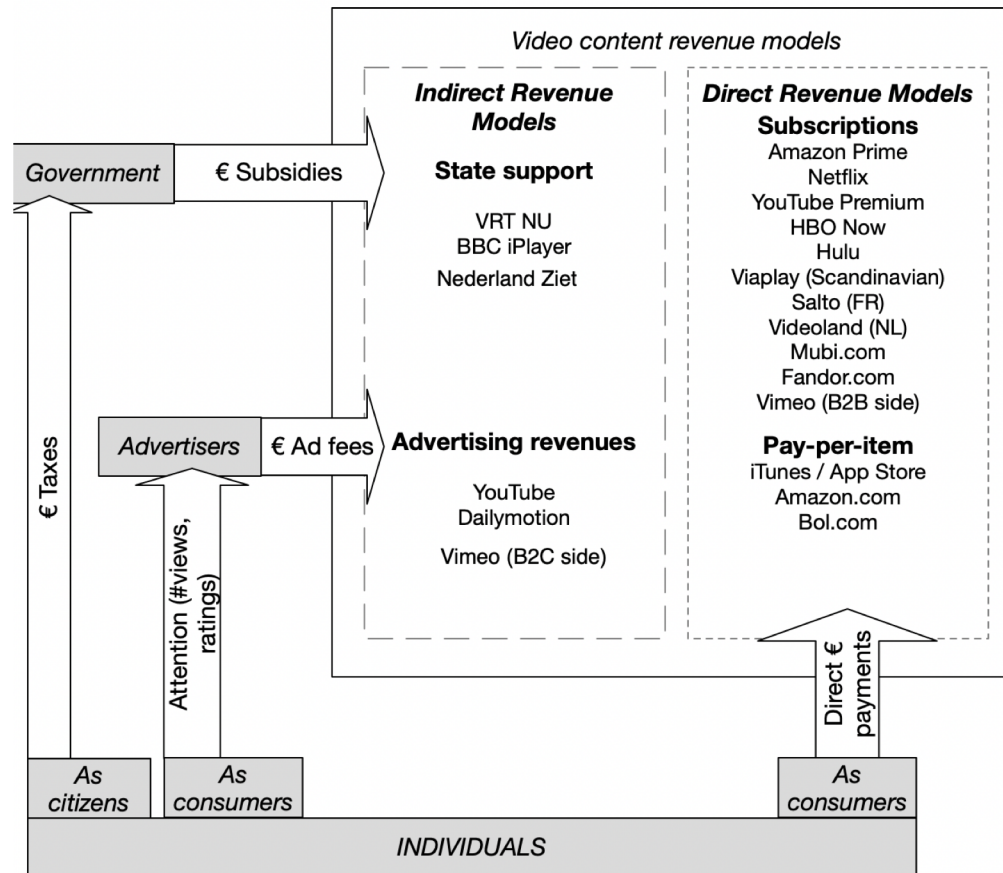 Video content revenue models
Indirect Revenue
Models
State support
VRT NU
BBC iPlayer
Nederland Ziet
Advertising revenues
YouTube
Dailymotion
Vimeo (B2C side)
Direct Revenue Models
Subscriptions
Amazon Prime
Netflix
YouTube Premium
HBO Now
Hulu
Viaplay (Scandinavian)
Salto (FR)
Videoland (NL)
Mubi.com
Fandor.com
Vimeo (B2B side)
Pay-per-item
iTunes / App Store
Amazon.com
Bol.com
Government
€ Subsidies
Advertisers
€ Ad fees
€ Taxes
Attention (#views,
ratings)
Direct €
payments
As
citizens
As
consumers
As
consumers
INDIVIDUALS